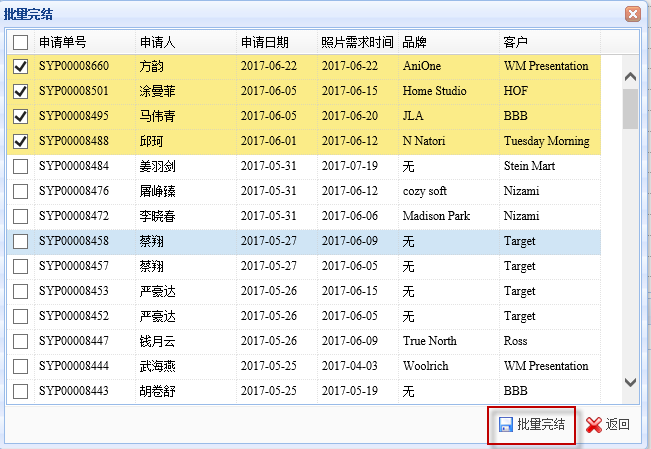 批量完结
申请单号 申请人 申请日期 照片需求时间 品牌 客户
SYP00008660 方韵 2017-06-22 2017-06-22 AniOne WM Presentation
SYP00008501 涂曼菲 2017-06-05 2017-06-15 Home Studio HOF
SYP00008495 马伟青 2017-06-05 2017-06-20 JLA BBB
SYP00008488 邱珂 2017-06-01 2017-06-12 N Natori Tuesday Morning
SYP00008484 姜羽剑 2017-05-31 2017-07-19 无 Stein Mart
SYP00008476 屠峥臻 2017-05-31 2017-06-12 cozy soft Nizami
SYP00008472 李晓春 2017-05-31 2017-06-06 Madison Park Nizami
SYP00008458 蔡翔 2017-05-27 2017-06-09 无 Target
SYP00008457 蔡翔 2017-05-27 2017-06-05 无 Target
SYP00008453 严豪达 2017-05-26 2017-06-15 无 Target
SYP00008452 严豪达 2017-05-26 2017-06-05 无 Target
SYP00008447 钱月云 2017-05-26 2017-06-09 True North Ross
SYP00008444 武海燕 2017-05-25 2017-04-03 Woolrich WM Presentation
SYP00008443 胡卷舒 2017-05-25 2017-05-19 无 BBB
批量完结 返回